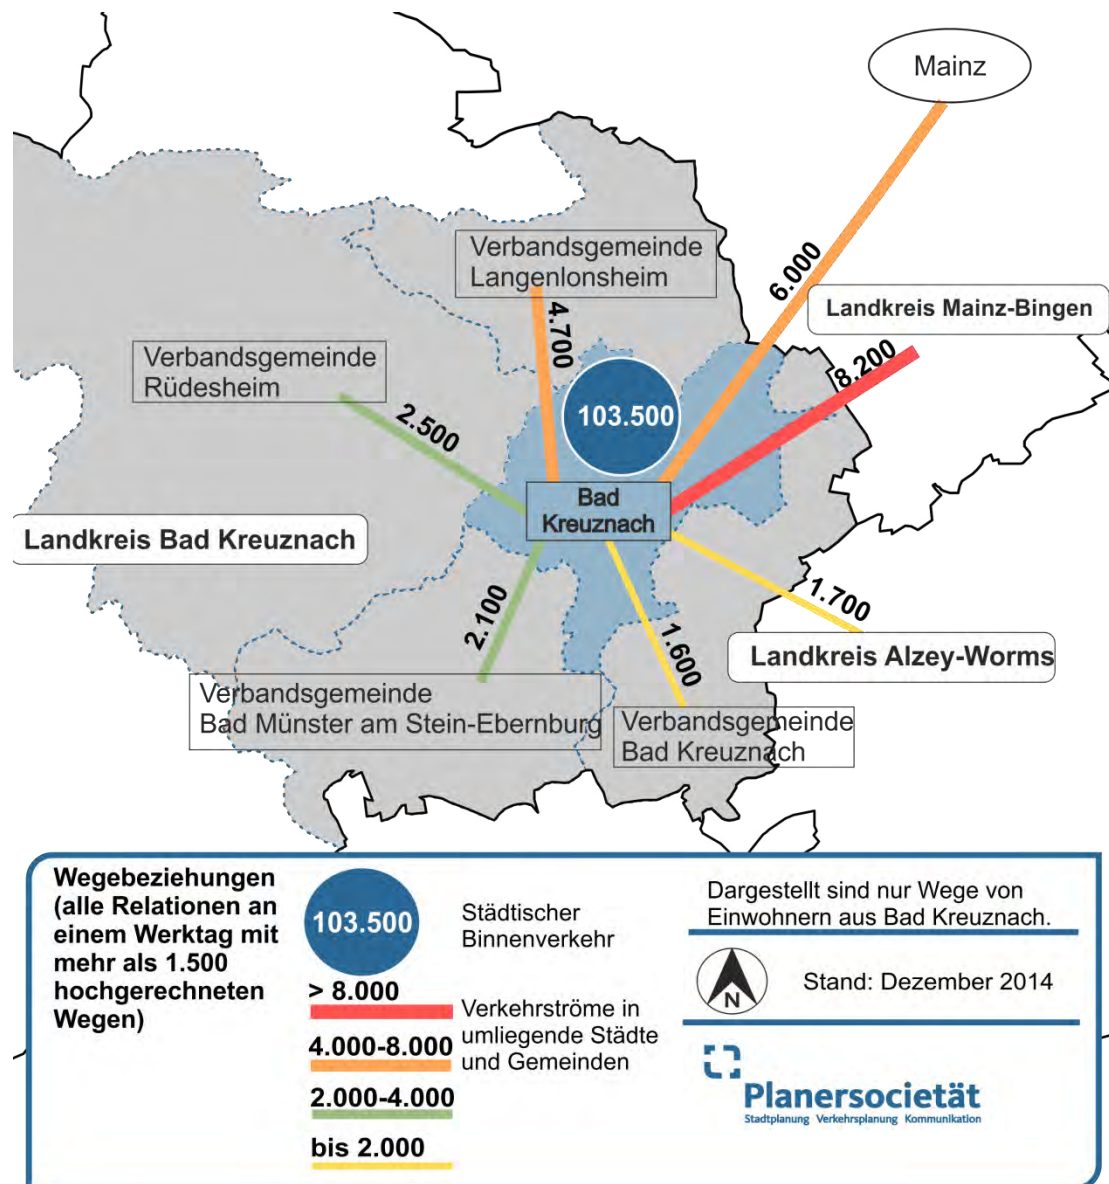 Mainz
Verbandsgemeinde
Langenlonsheim
6.000
Landkreis Mainz-Bingen
4.700
8.200
Verbandsgemeinde
Rüdesheim
2.500
103.500
Bad
Kreuznach
Landkreis Bad Kreuznach
2.100
1.600
1.700
Landkreis Alzey-Worms
Verbandsgemeinde
Bad Münster am Stein-Ebernburg
Verbandsgemeinde
Bad Kreuznach
Wegebeziehungen
(alle Relationen an
einem Werktag mit
mehr als 1.500
hochgerechneten
Wegen)
103.500
Städtischer
Binnenverkehr
> 8.000
4.000-8.000
2.000-4.000
bis 2.000
Verkehrströme in
umliegende Städte
und Gemeinden
Dargestellt sind nur Wege von
Einwohnern aus Bad Kreuznach.
N
Stand: Dezember 2014
Planersocietät
Stadtplanung Verkehrsplanung Kommunikation